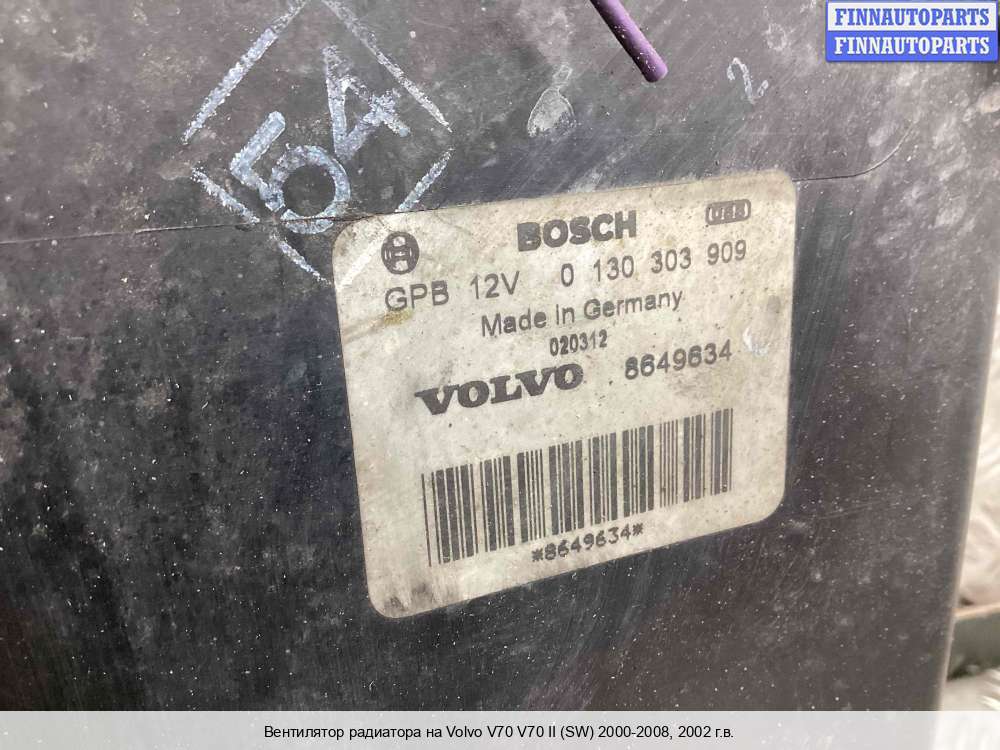 FINNAUTOPARTS
FINNAUTOPARTS
54
2
BOSCH
GPB 12V 0 130 303 909
Made in Germany
020312
VOLVO 8649634
*8649634*
Вентилятор радиатора на Volvo V70 V70 II (SW) 2000-2008, 2002 г.в.